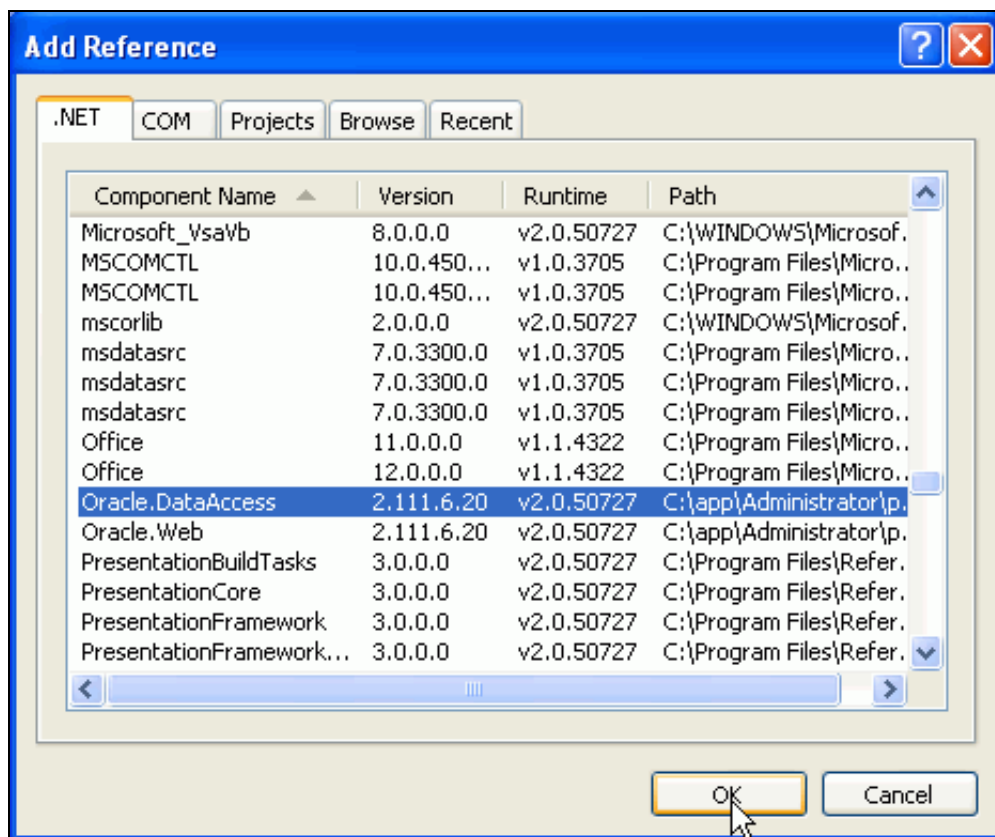 Add Reference
.NET COM Projects Browse Recent
Component Name Version Runtime Path
Microsoft_VsaVb 8.0.0.0 v2.0.50727 C:\WINDOWS\Microsof.
MSCOMCTL 10.0.450... v1.0.3705 C:\Program Files\Micro..
MSCOMCTL 10.0.450... v1.0.3705 C:\Program Files\Micro..
mscorlib 2.0.0.0 v2.0.50727 C:\WINDOWS\Microsof.
msdatasrc 7.0.3300.0 v1.0.3705 C:\Program Files\Micro..
msdatasrc 7.0.3300.0 v1.0.3705 C:\Program Files\Micro..
msdatasrc 7.0.3300.0 v1.0.3705 C:\Program Files\Micro..
Office 11.0.0.0 v1.1.4322 C:\Program Files\Micro..
Office 12.0.0.0 v1.1.4322 C:\Program Files\Micro..
Oracle.DataAccess 2.111.6.20 v2.0.50727 C:\app\Administrator\p.
Oracle.Web 2.111.6.20 v2.0.50727 C:\app\Administrator\p.
PresentationBuildTasks 3.0.0.0 v2.0.50727 C:\Program Files\Refer.
PresentationCore 3.0.0.0 v2.0.50727 C:\Program Files\Refer.
PresentationFramework 3.0.0.0 v2.0.50727 C:\Program Files\Refer.
PresentationFramework... 3.0.0.0 v2.0.50727 C:\Program Files\Refer.
OK Cancel